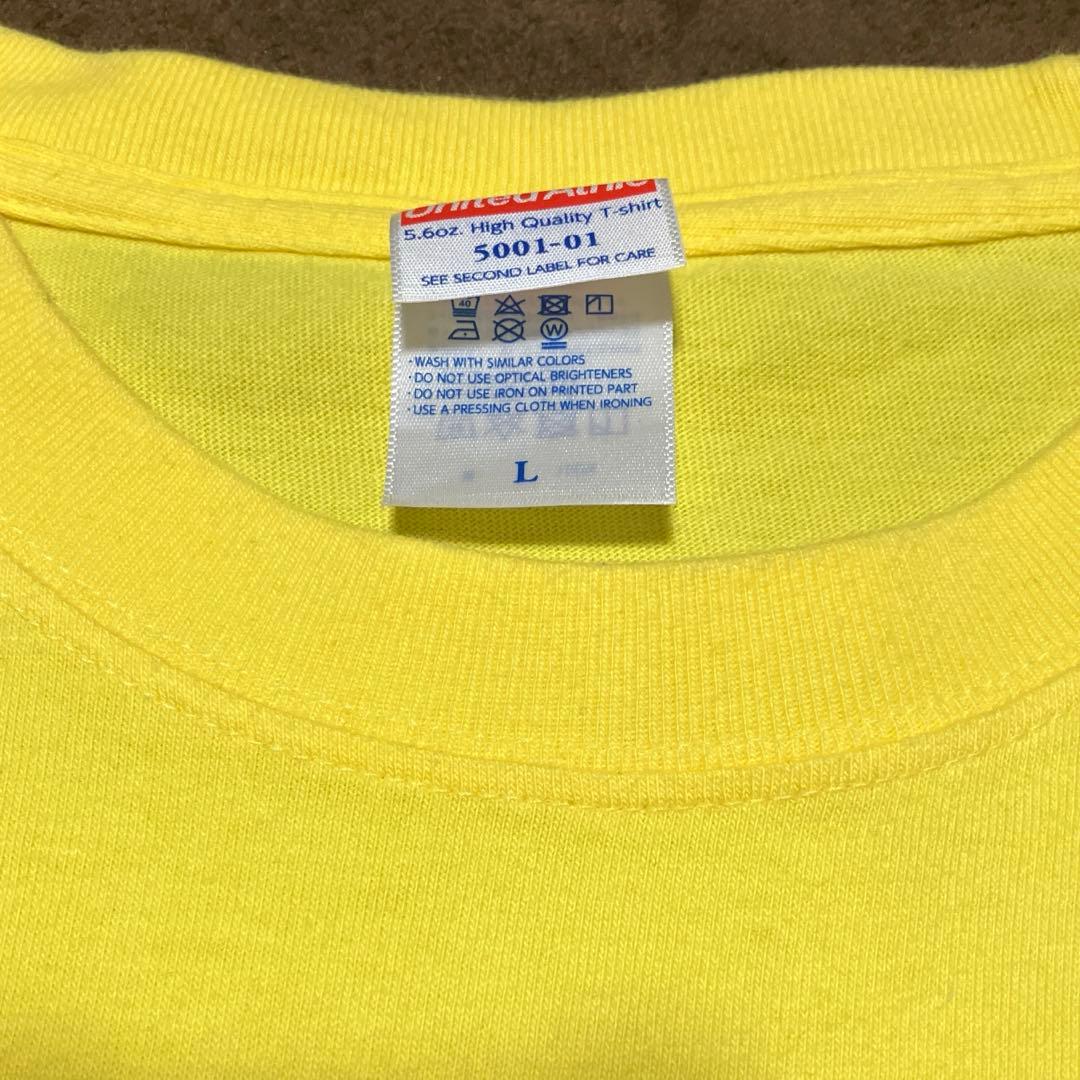 United Athle
5.6oz. High Quality T-shirt
5001-01
SEE SECOND LABEL FOR CARE
40
W
・WASH WITH SIMILAR COLORS
・DO NOT USE OPTICAL BRIGHTENERS
・DO NOT USE IRON ON PRINTED PART
・USE A PRESSING CLOTH WHEN IRONING
L